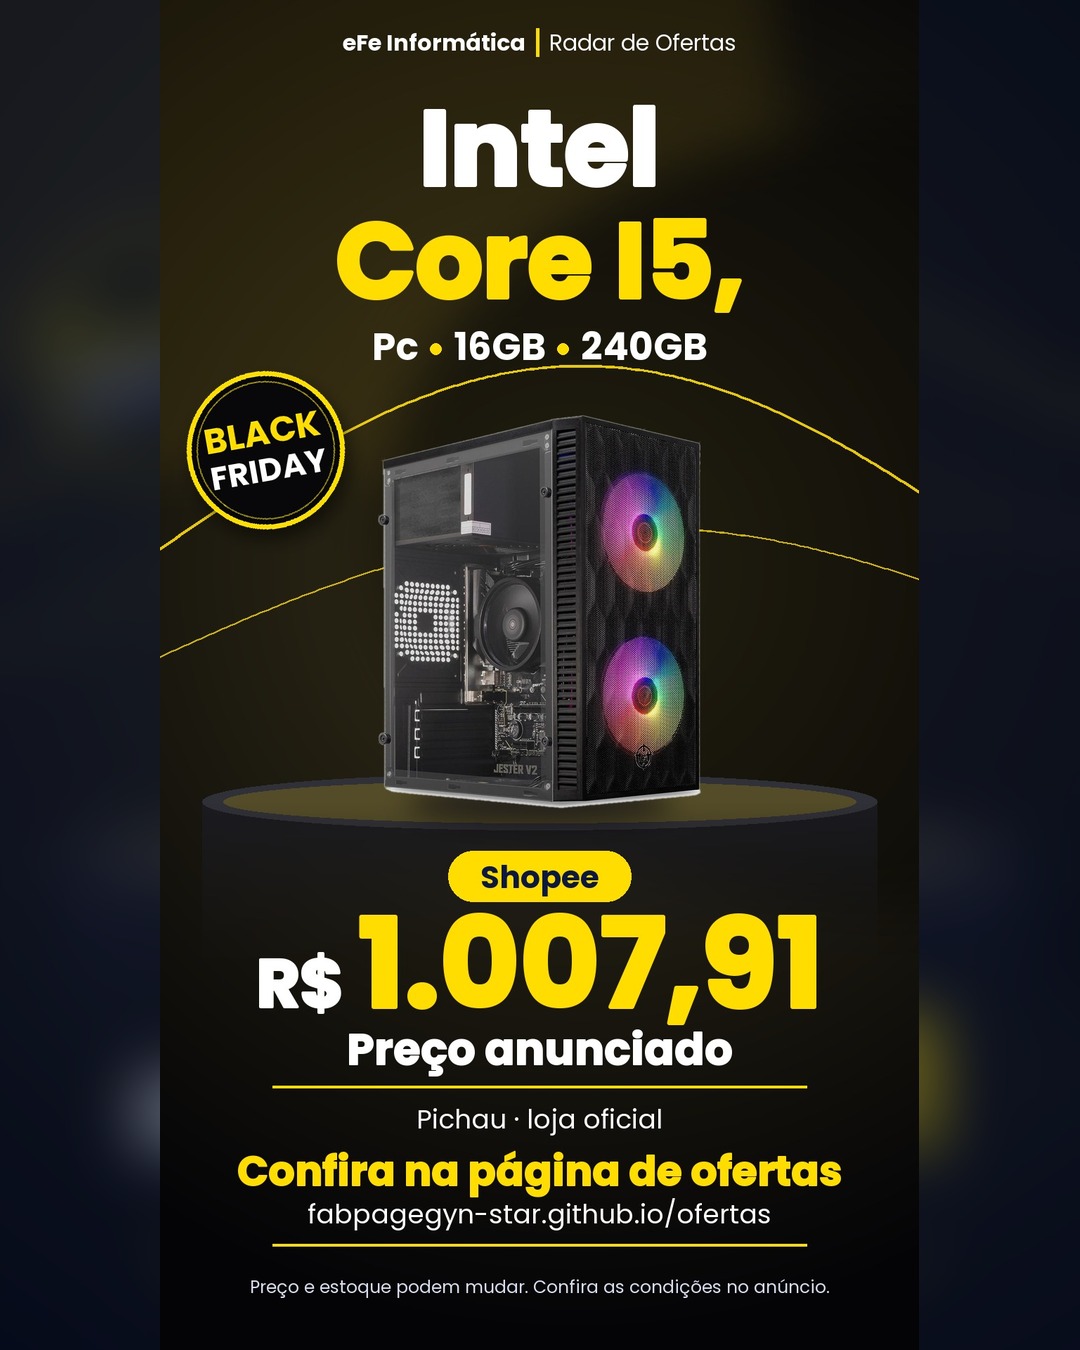 eFe Informática | Radar de Ofertas
Intel
Core I5,
Pc • 16GB • 240GB
BLACK
FRIDAY
JESTER V2
Shopee
R$ 1.007,91
Preço anunciado
Pichau · loja oficial
Confira na página de ofertas
fabpagegyn-star.github.io/ofertas
Preço e estoque podem mudar. Confira as condições no anúncio.